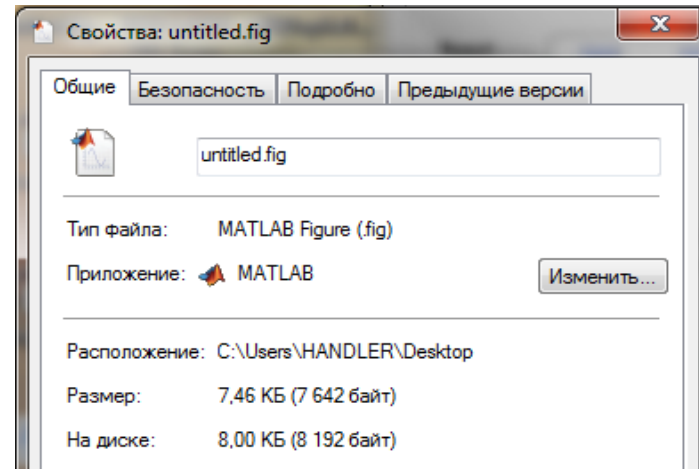 Свойства: untitled.fig
Общие Безопасность Подробно Предыдущие версии
untitled.fig
Тип файла: MATLAB Figure (.fig)
Приложение: MATLAB Изменить...
Расположение: C:\Users\HANDLER\Desktop
Размер: 7,46 КБ (7 642 байт)
На диске: 8,00 КБ (8 192 байт)